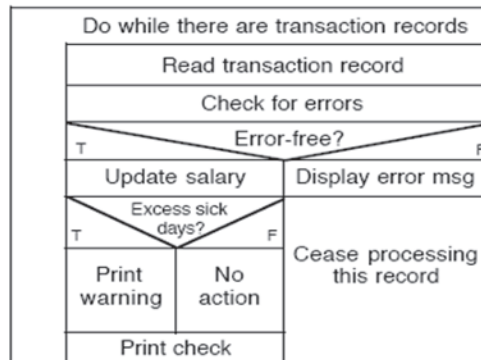 Do while there are transaction records
Read transaction record
Check for errors
Error-free?
T
F
Update salary
Display error msg
Excess sick
days?
T
F
Print
warning
No
action
Cease processing
this record
Print check